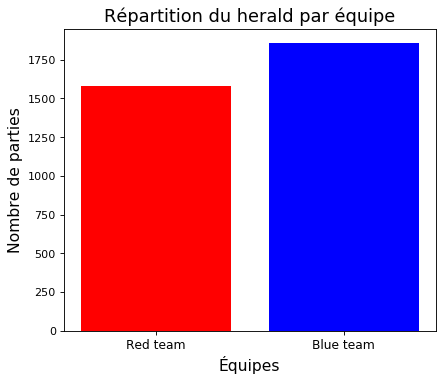 Répartition du herald par équipe
Nombre de parties
1750
1500
1250
1000
750
500
250
0
Red team
Blue team
Équipes